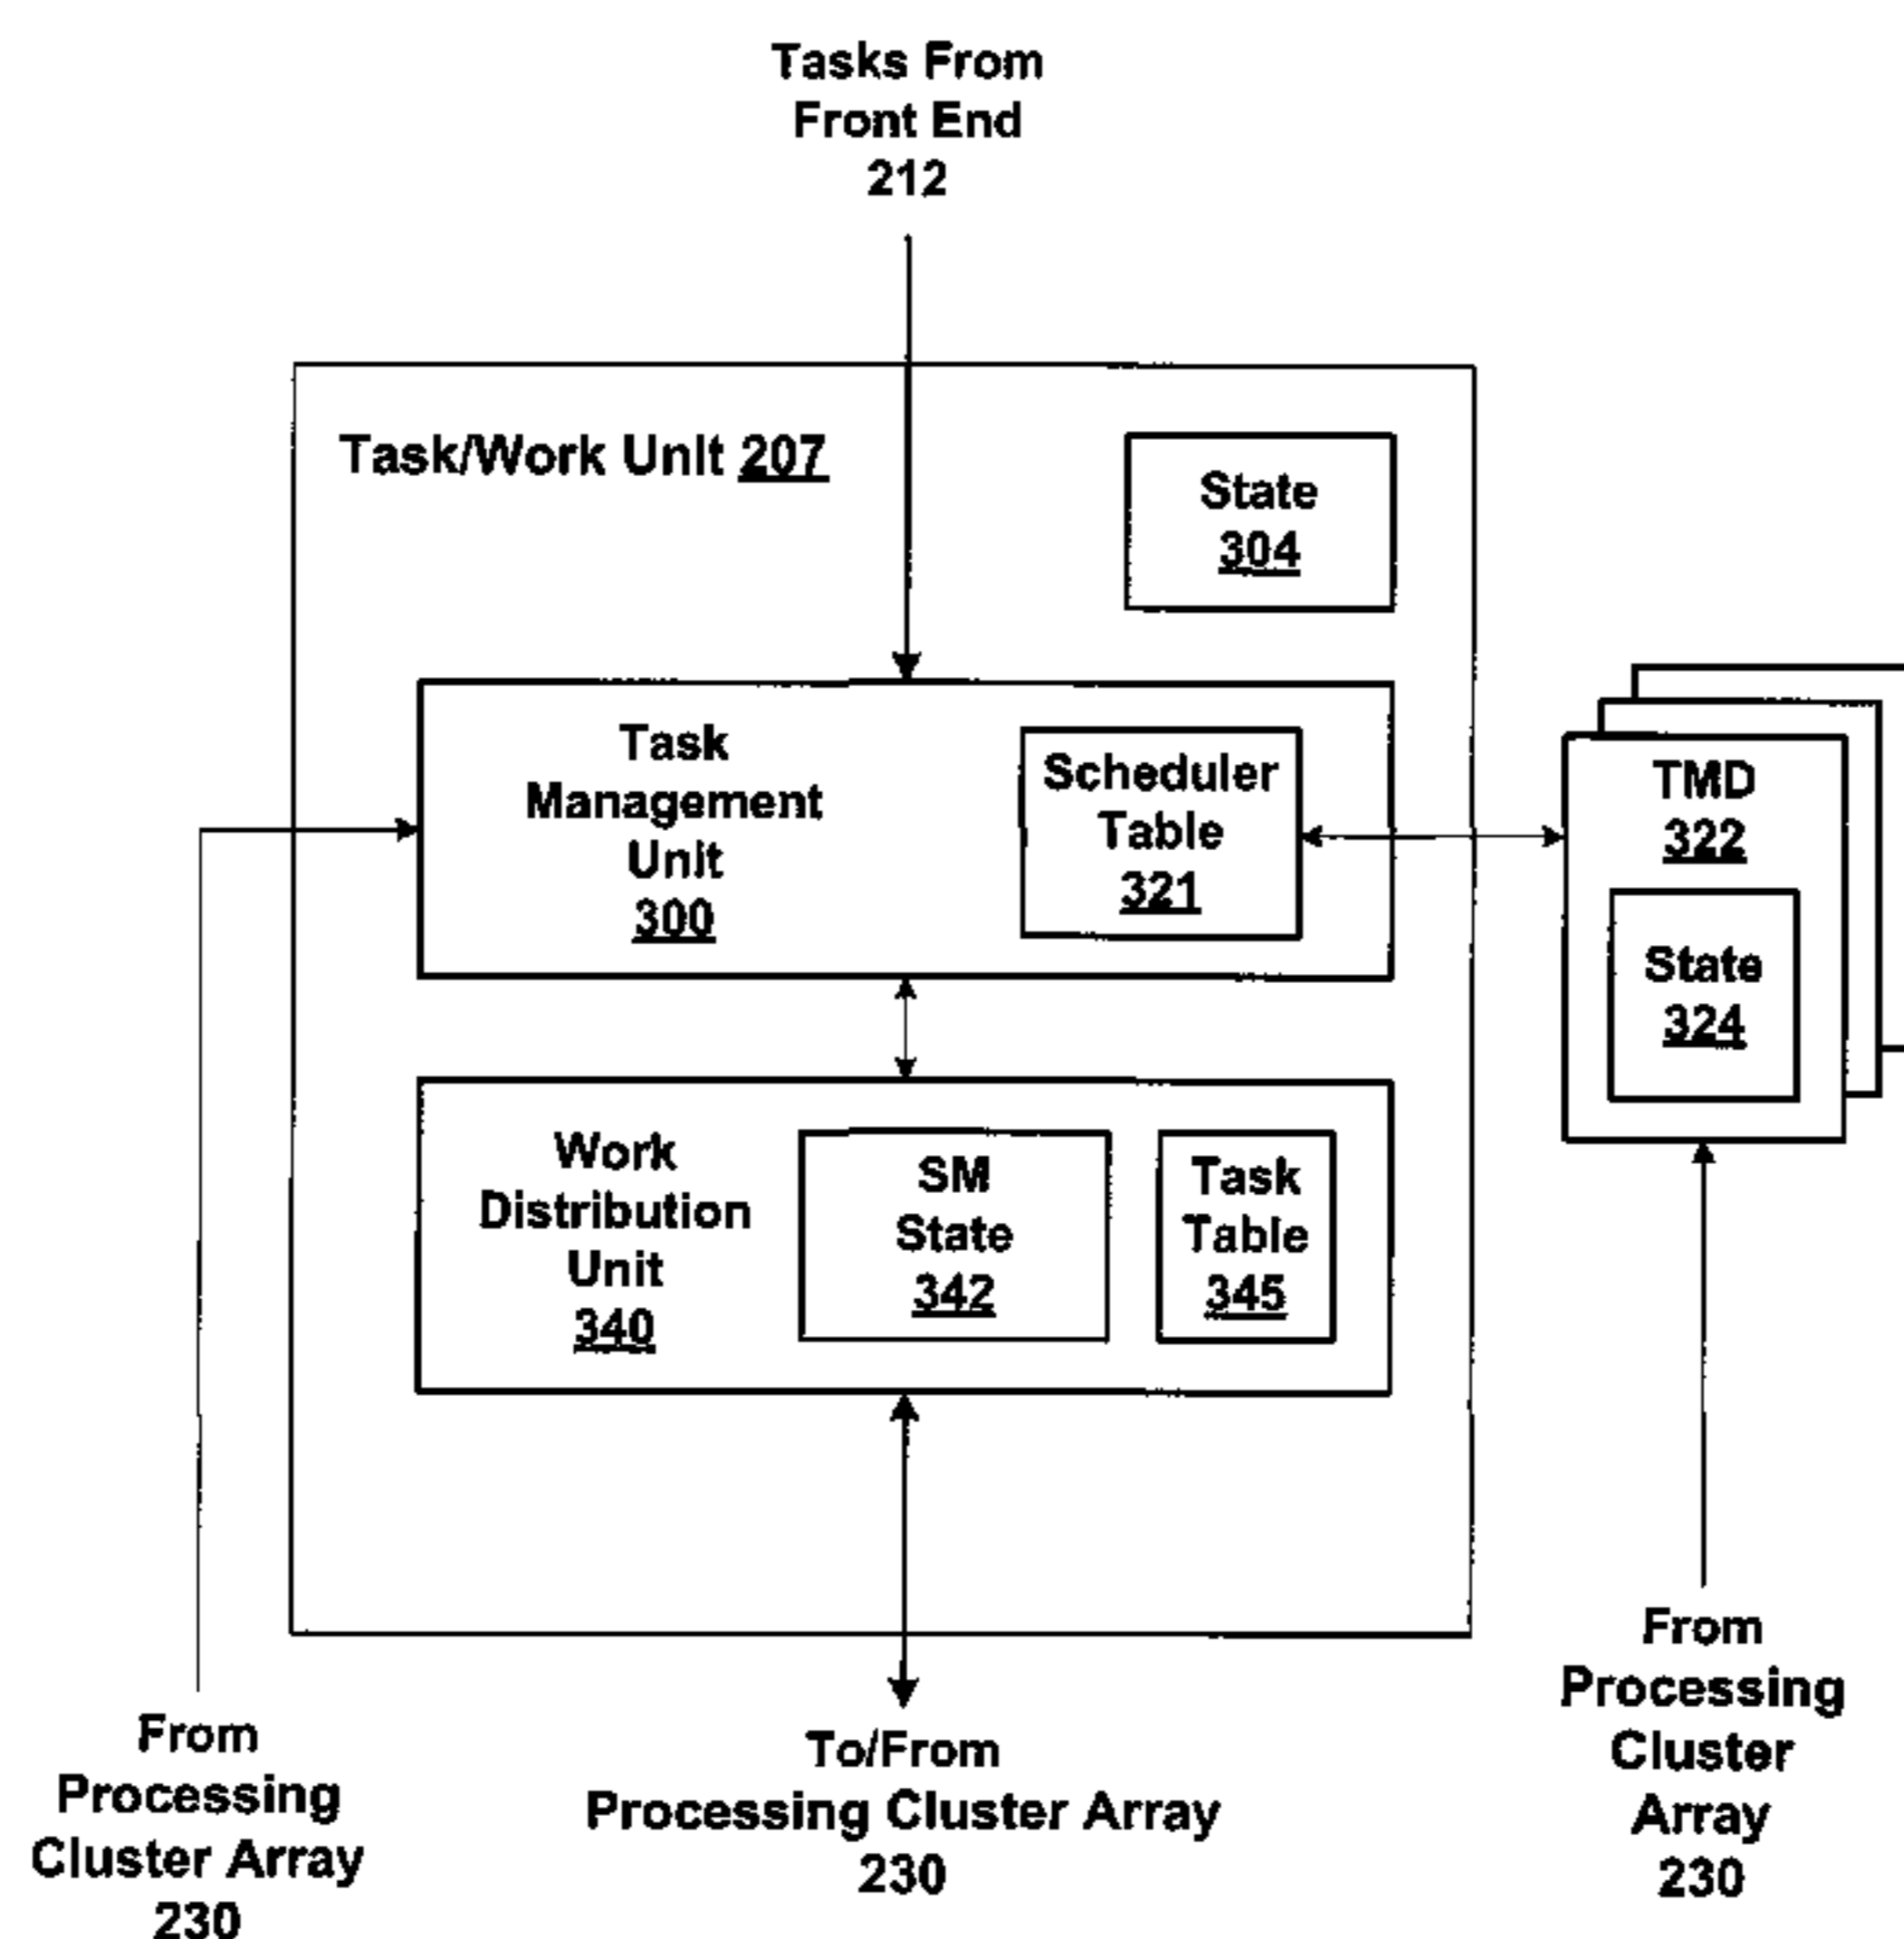 Tasks From
Front End
212
Task/Work Unit 207
State
304
Task
Management
Unit
300
Scheduler
Table
321
TMD
322
State
324
Work
Distribution
Unit
340
SM
State
342
Task
Table
345
From
Processing
Cluster Array
230
To/From
Processing Cluster Array
230
From
Processing
Cluster
Array
230